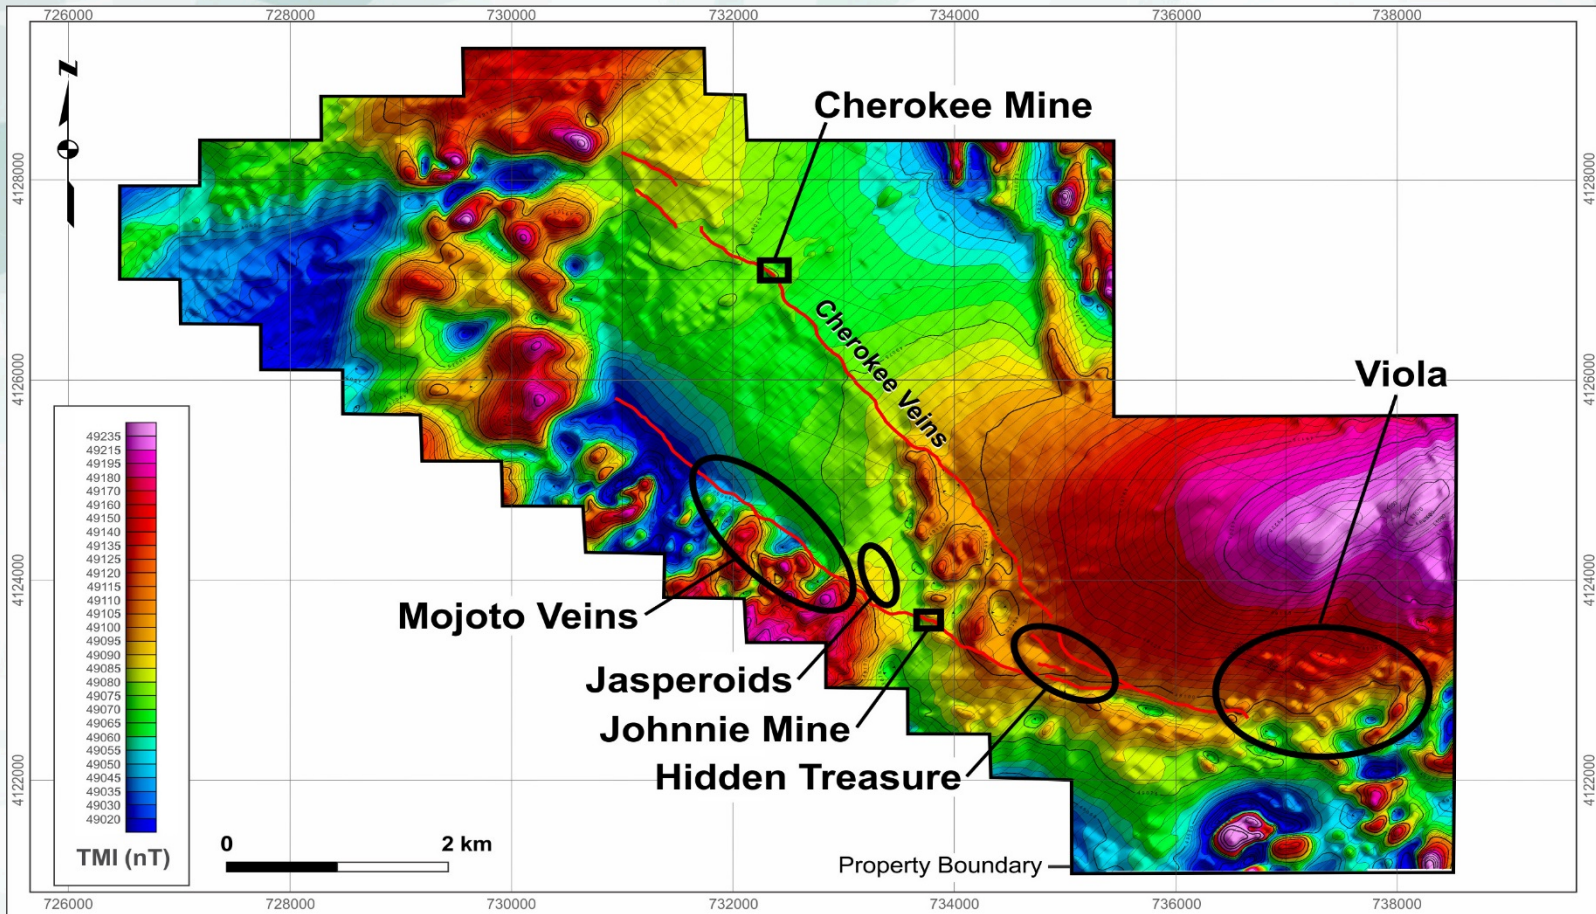 726000 728000 730000 732000 734000 736000 738000
N
Cherokee Mine
4128000
4128000
Cherokee Veins
Viola
4126000
4126000
49235
49215
49195
49180
49170
49160
49150
49140
49135
49125
49120
49115
49110
49105
49100
49095
49085
49080
49075
49070
49065
49055
49050
49045
49035
49030
49020
TMI (nT)
4124000
4124000
Mojoto Veins
Jasperoids
Johnnie Mine
Hidden Treasure
4122000
4122000
0 2 km
Property Boundary
726000 728000 730000 732000 734000 736000 738000